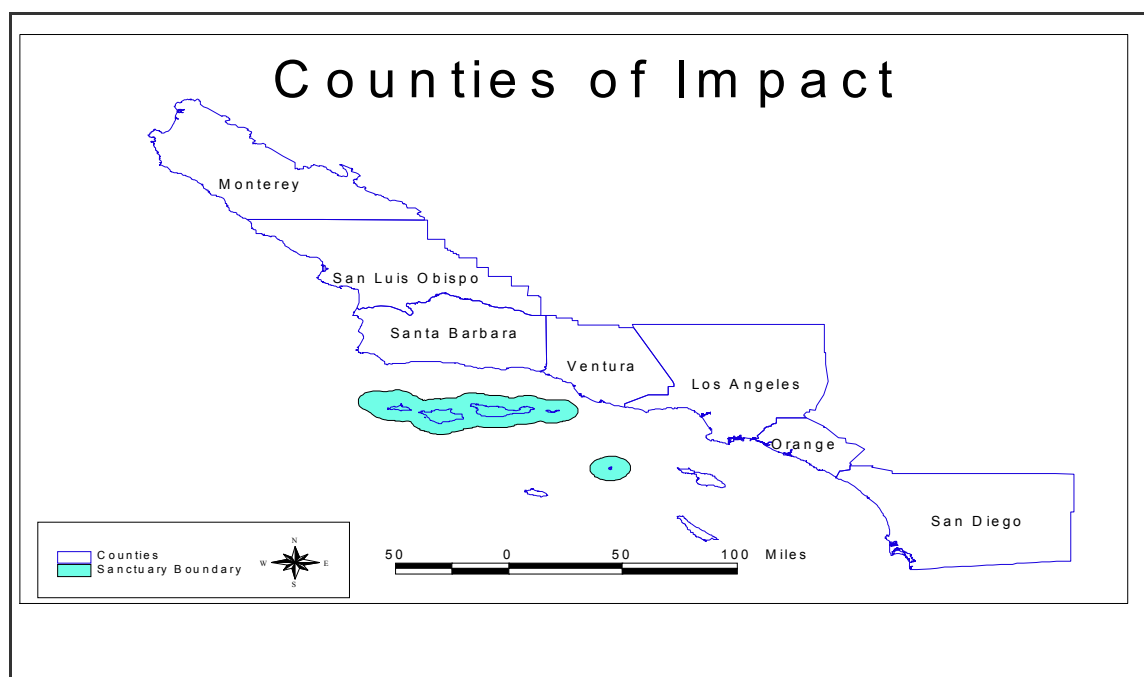 Counties of Impact
Monterey
San Luis Obispo
Santa Barbara
Ventura
Los Angeles
Orange
San Diego
Counties
Sanctuary Boundary
N
W E
S
50 0 50 100 Miles